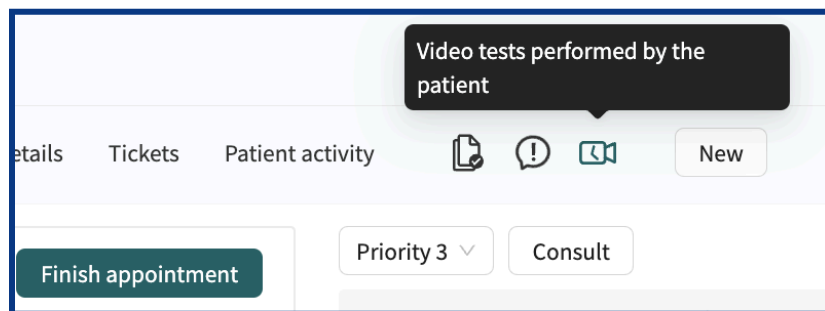 Video tests performed by the
patient
etails Tickets Patient activity New
Priority 3 Consult
Finish appointment